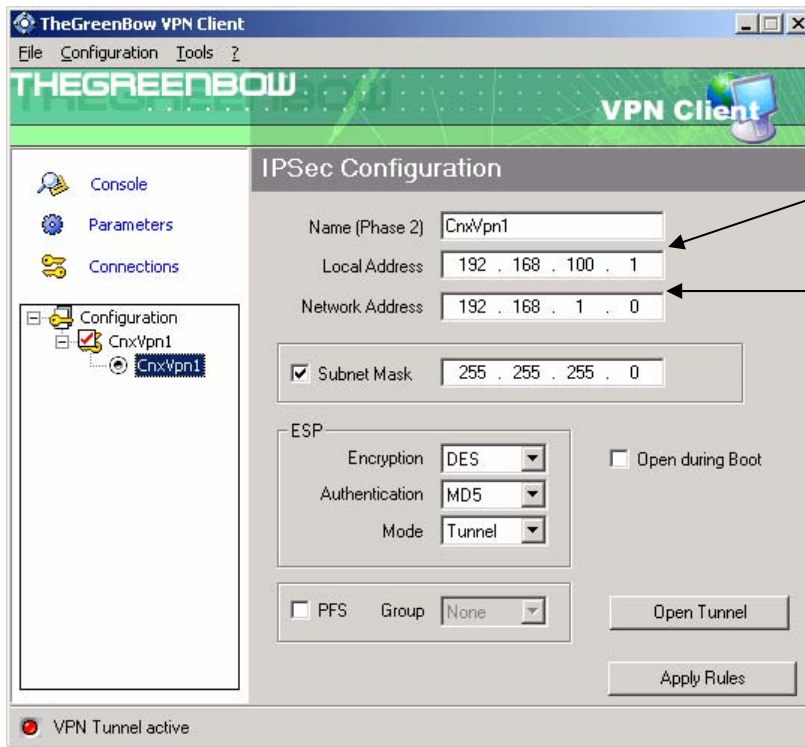 TheGreenBow VPN Client
File Configuration Tools ?
THEGREENBOW
VPN Client
Console
Parameters
Connections
Configuration
CnxVpn1
CnxVpn1
IPSec Configuration
Name (Phase 2) CnxVpn1
Local Address 192 . 168 . 100 . 1
Network Address 192 . 168 . 1 . 0
Subnet Mask 255 . 255 . 255 . 0
ESP
Encryption DES
Open during Boot
Authentication MD5
Mode Tunnel
PFS Group None
Open Tunnel
Apply Rules
VPN Tunnel active